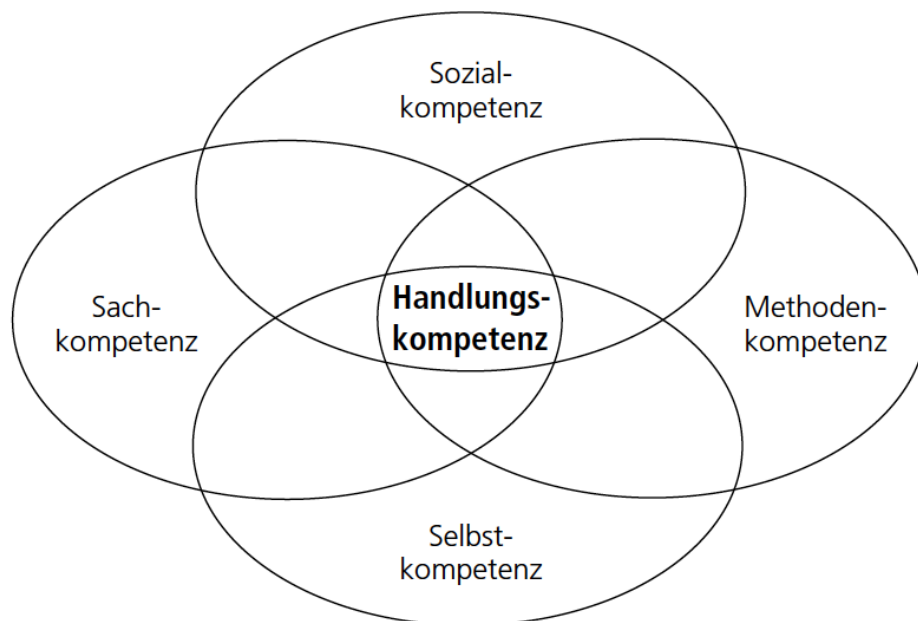 Sozial-
kompetenz
Sach-
kompetenz
Handlungs-
kompetenz
Methoden-
kompetenz
Selbst-
kompetenz